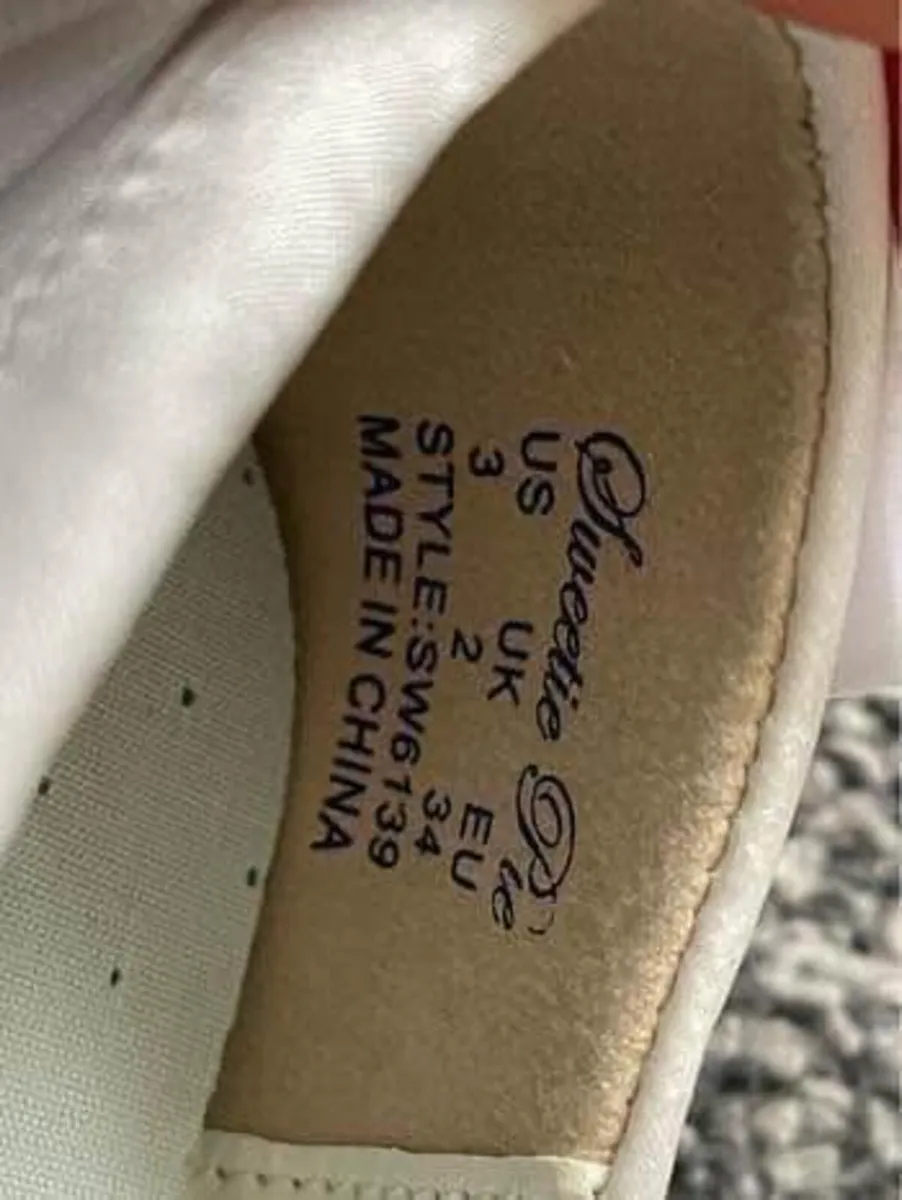 Sweetie Pie
US UK EU
3 2 34
STYLE:SW6139
MADE IN CHINA